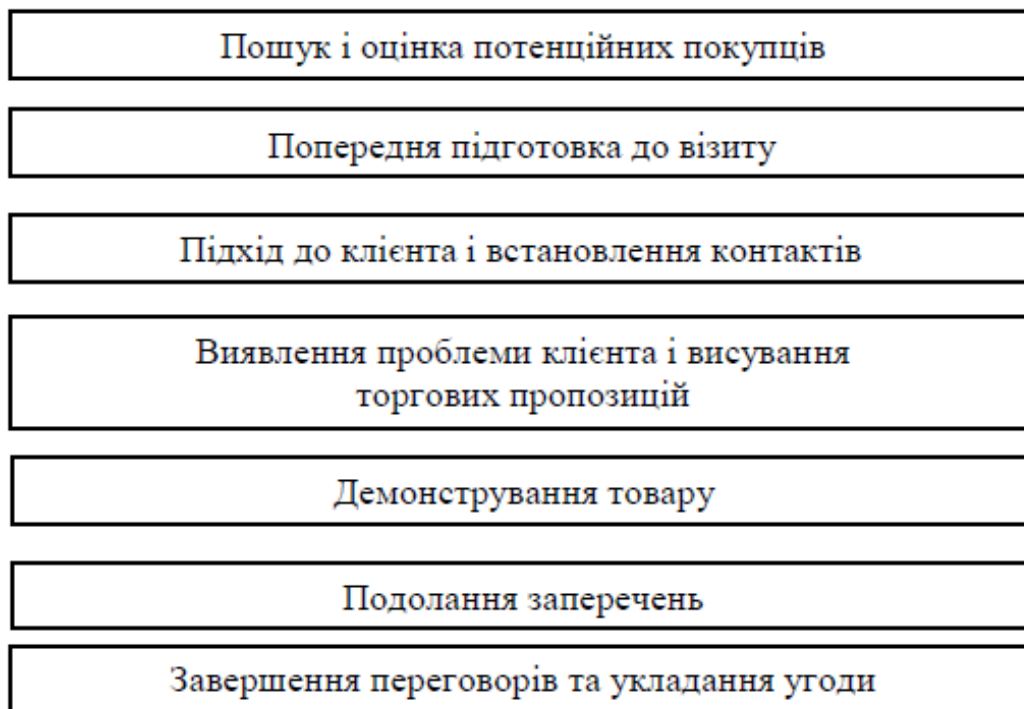 Пошук і оцінка потенційних покупців
Попередня підготовка до візиту
Підхід до клієнта і встановлення контактів
Виявлення проблеми клієнта і висування
торгових пропозицій
Демонстрування товару
Подолання заперечень
Завершення переговорів та укладання угоди